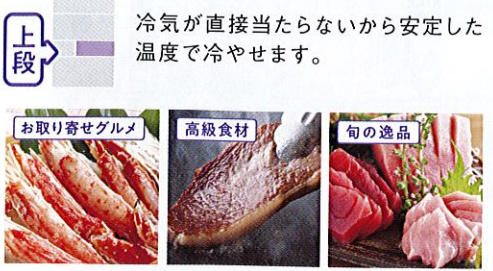 上段
冷気が直接当たらないから安定した
温度で冷やせます。
お取り寄せグルメ
高級食材
旬の逸品